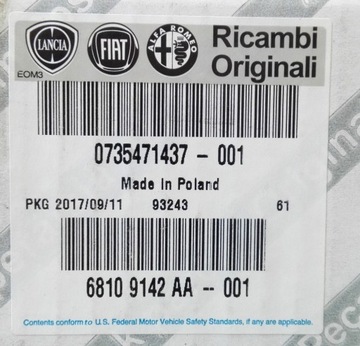 LANCIA
FIAT
ALFA ROMEO
Ricambi
Originali
EOM3
0735471437 - 001
Made in Poland
PKG 2017/09/11 93243 61
6810 9142 AA -- 001
Contents conform to U.S. Federal Motor Vehicle Safety Standards, if any are applicable.